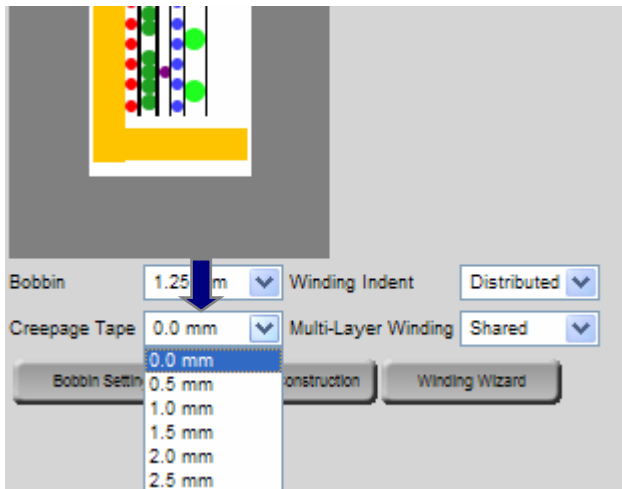 Bobbin 1.25 m Winding Indent Distributed
Creepage Tape 0.0 mm Multi-Layer Winding Shared
0.0 mm
Bobbin Settin onstruction Winding Wizard
0.5 mm
1.0 mm
1.5 mm
2.0 mm
2.5 mm